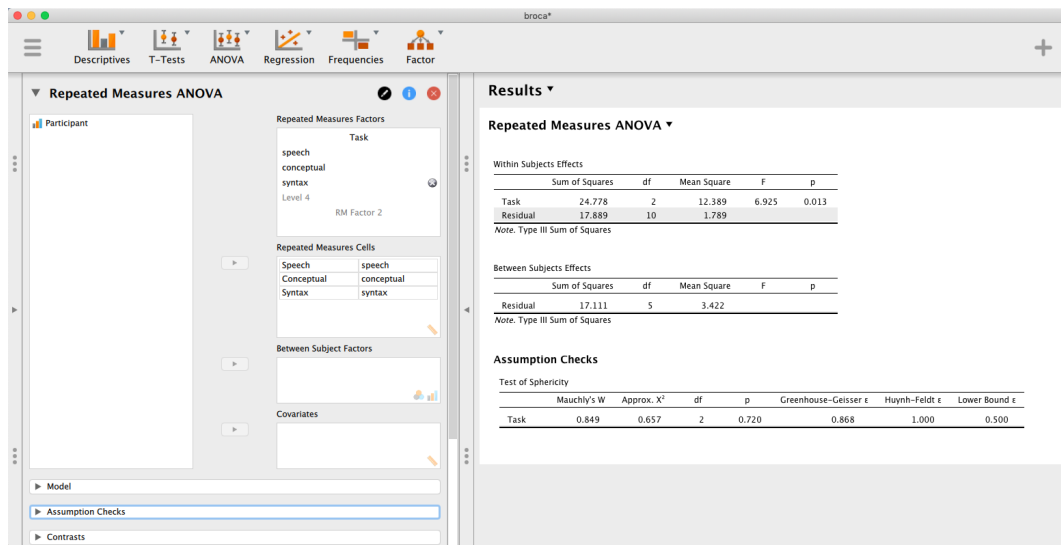 broca*
Descriptives T-Tests ANOVA Regression Frequencies Factor
Repeated Measures ANOVA
Participant
Repeated Measures Factors
Task
speech
conceptual
syntax
Level 4
RM Factor 2
Repeated Measures Cells
Speech speech
Conceptual conceptual
Syntax syntax
Between Subject Factors
Covariates
Model
Assumption Checks
Contrasts
Results
Repeated Measures ANOVA
Within Subjects Effects
Sum of Squares df Mean Square F p
Task 24.778 2 12.389 6.925 0.013
Residual 17.889 10 1.789
Note. Type III Sum of Squares
Between Subjects Effects
Sum of Squares df Mean Square F p
Residual 17.111 5 3.422
Note. Type III Sum of Squares
Assumption Checks
Test of Sphericity
Mauchly's W Approx. X² df p Greenhouse-Geisser ε Huynh-Feldt ε Lower Bound ε
Task 0.849 0.657 2 0.720 0.868 1.000 0.500